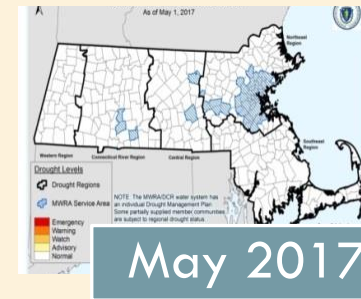 As of May 1, 2017
Northeast
Region
Western Region
Connecticut River Region
Central Region
Southeast
Region
Drought Levels
Drought Regions
MWRA Service Area
Emergency
Warning
Watch
Advisory
Normal
NOTE: The MWRA/DCR water system has
an individual Drought Management Plan.
Some partially supplied member communities
are subject to regional drought status
May 2017